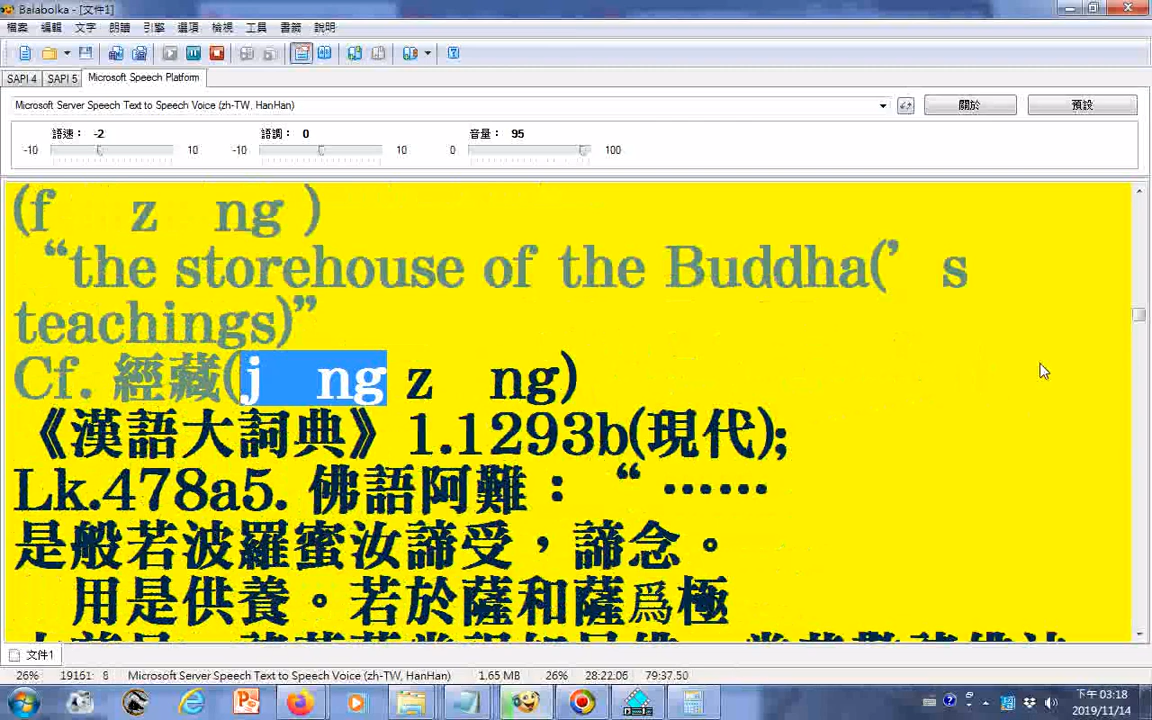 Balabolka - [文件1]
檔案 編輯 文字 朗讀 引擎 選項 檢視 工具 書籤 說明
SAPI 4 SAPI 5 Microsoft Speech Platform
Microsoft Server Speech Text to Speech Voice (zh-TW, HanHan) 關於 預設
語速： -2 語調： 0 音量： 95
-10 10 -10 10 0 100
(f z ng )
“the storehouse of the Buddha(’ s
teachings)”
Cf. 經藏(j ng z ng)
《漢語大詞典》 1.1293b(現代);
Lk.478a5. 佛語阿難： “ ……
是般若波羅蜜汝諦受，諦念。
用是供養。若於薩和薩爲極
文件1
26% 19151: 8 Microsoft Server Speech Text to Speech Voice (zh-TW, HanHan) 1.65 MB 26% 28:22.06 79:37.50
下午 03:18
2019/11/14